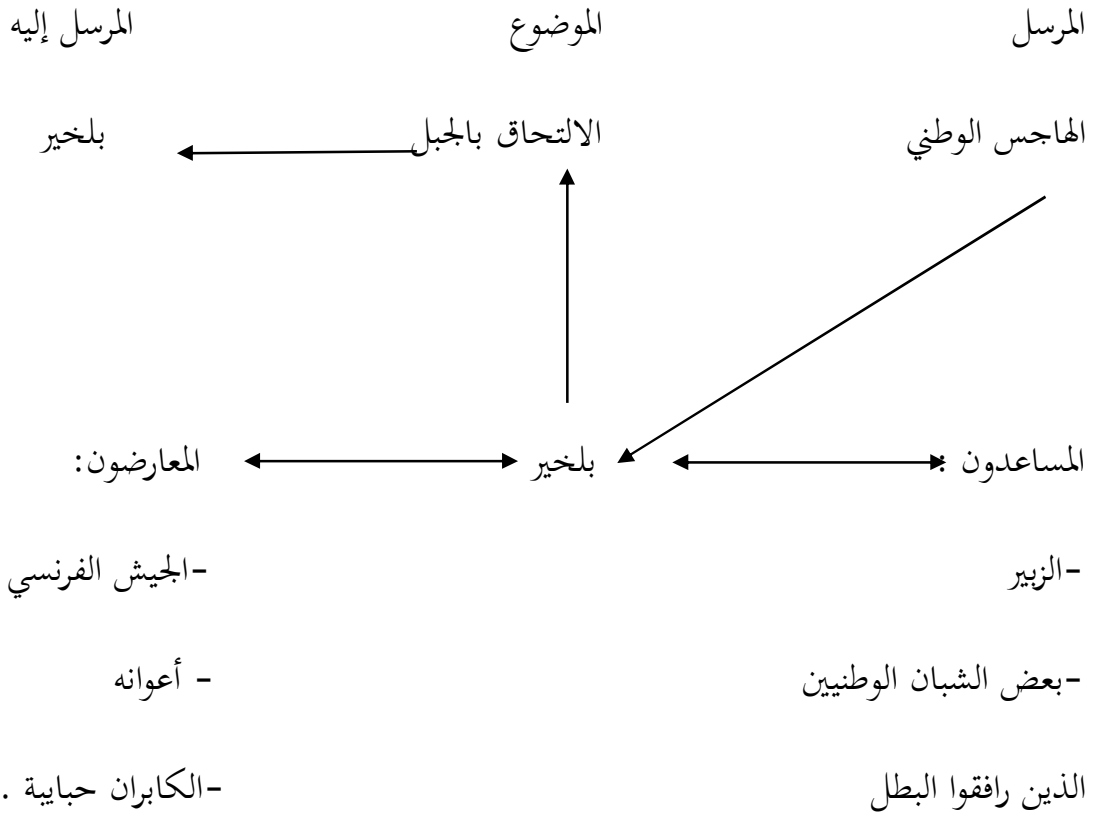 المرسل الموضوع المرسل إليه
الهاجس الوطني الالتحاق بالجبل بلخير
المساعدون : بلخير المعارضون:
-الزبير -الجيش الفرنسي
-بعض الشبان الوطنيين - أعوانه
الذين رافقوا البطل -الكابران حبايبة .